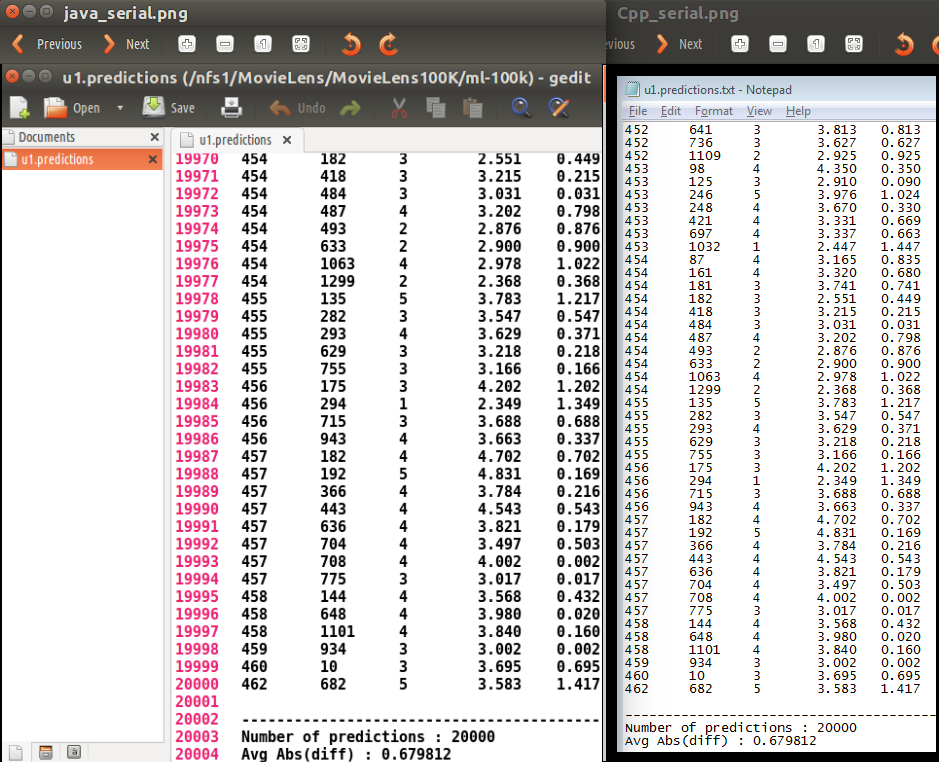 java_serial.png
Previous Next
u1.predictions (/nfs1/MovieLens/MovieLens100K/ml-100k) - gedit
Open Save Undo
Documents
u1.predictions
u1.predictions
19970 454 182 3 2.551 0.449
19971 454 418 3 3.215 0.215
19972 454 484 3 3.031 0.031
19973 454 487 4 3.202 0.798
19974 454 493 2 2.876 0.876
19975 454 633 2 2.900 0.900
19976 454 1063 4 2.978 1.022
19977 454 1299 2 2.368 0.368
19978 455 135 5 3.783 1.217
19979 455 282 3 3.547 0.547
19980 455 293 4 3.629 0.371
19981 455 629 3 3.218 0.218
19982 455 755 3 3.166 0.166
19983 456 175 3 4.202 1.202
19984 456 294 1 2.349 1.349
19985 456 715 3 3.688 0.688
19986 456 943 4 3.663 0.337
19987 457 182 4 4.702 0.702
19988 457 192 5 4.831 0.169
19989 457 366 4 3.784 0.216
19990 457 443 4 4.543 0.543
19991 457 636 4 3.821 0.179
19992 457 704 4 3.497 0.503
19993 457 708 4 4.002 0.002
19994 457 775 3 3.017 0.017
19995 458 144 4 3.568 0.432
19996 458 648 4 3.980 0.020
19997 458 1101 4 3.840 0.160
19998 459 934 3 3.002 0.002
19999 460 10 3 3.695 0.695
20000 462 682 5 3.583 1.417
20001
20002 ----------------------------------------
20003 Number of predictions : 20000
20004 Avg Abs(diff) : 0.679812
Cpp_serial.png
vious Next
u1.predictions.txt - Notepad
File Edit Format View Help
452 641 3 3.813 0.813
452 736 3 3.627 0.627
452 1109 2 2.925 0.925
453 98 4 4.350 0.350
453 125 3 2.910 0.090
453 246 5 3.976 1.024
453 248 4 3.670 0.330
453 421 4 3.331 0.669
453 697 4 3.337 0.663
453 1032 1 2.447 1.447
454 87 4 3.165 0.835
454 161 4 3.320 0.680
454 181 3 3.741 0.741
454 182 3 2.551 0.449
454 418 3 3.215 0.215
454 484 3 3.031 0.031
454 487 4 3.202 0.798
454 493 2 2.876 0.876
454 633 2 2.900 0.900
454 1063 4 2.978 1.022
454 1299 2 2.368 0.368
455 135 5 3.783 1.217
455 282 3 3.547 0.547
455 293 4 3.629 0.371
455 629 3 3.218 0.218
455 755 3 3.166 0.166
456 175 3 4.202 1.202
456 294 1 2.349 1.349
456 715 3 3.688 0.688
456 943 4 3.663 0.337
457 182 4 4.702 0.702
457 192 5 4.831 0.169
457 366 4 3.784 0.216
457 443 4 4.543 0.543
457 636 4 3.821 0.179
457 704 4 3.497 0.503
457 708 4 4.002 0.002
457 775 3 3.017 0.017
458 144 4 3.568 0.432
458 648 4 3.980 0.020
458 1101 4 3.840 0.160
459 934 3 3.002 0.002
460 10 3 3.695 0.695
462 682 5 3.583 1.417
----------------------------------------
Number of predictions : 20000
Avg Abs(diff) : 0.679812